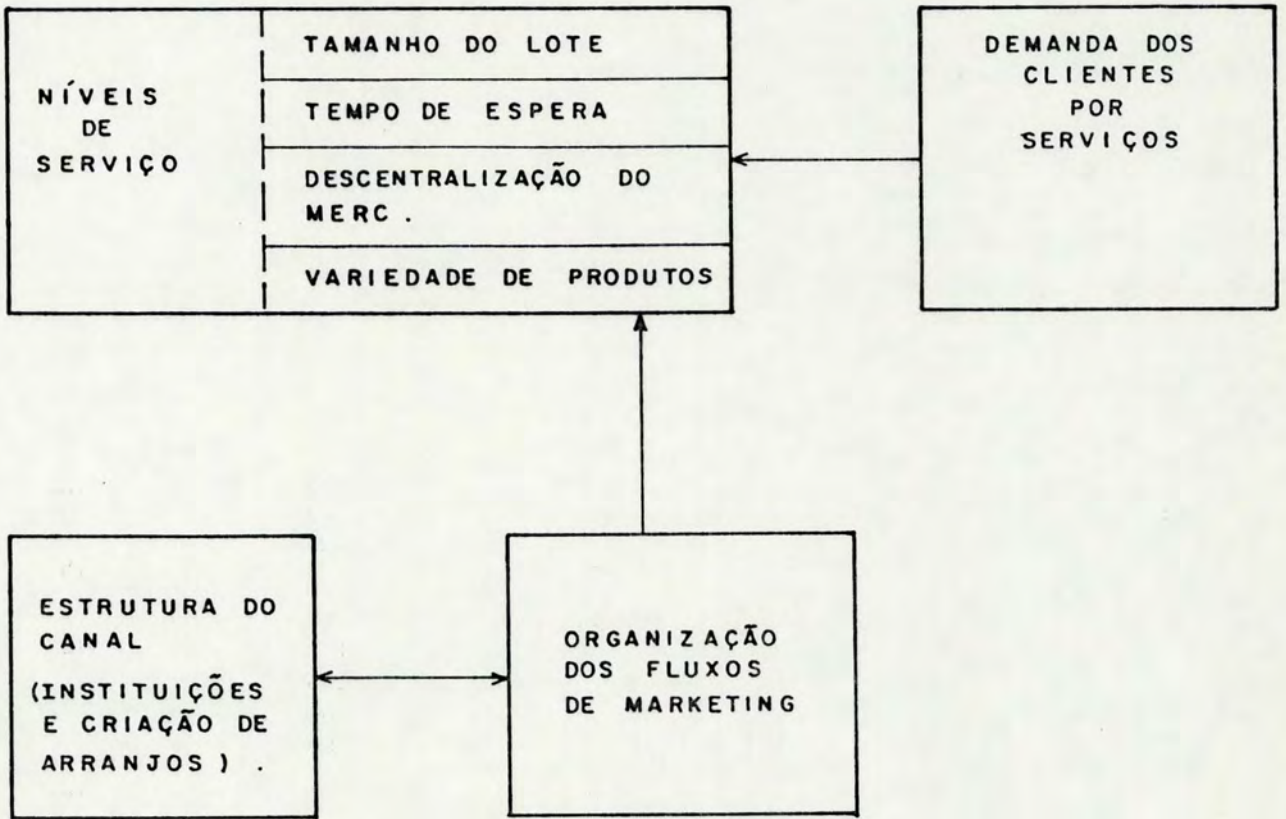 NÍVEIS
DE
SERVIÇO
TAMANHO DO LOTE
TEMPO DE ESPERA
DESCENTRALIZAÇÃO DO
MERC.
VARIEDADE DE PRODUTOS
DEMANDA DOS
CLIENTES
POR
SERVIÇOS
ESTRUTURA DO
CANAL
(INSTITUIÇÕES
E CRIAÇÃO DE
ARRANJOS).
ORGANIZAÇÃO
DOS FLUXOS
DE MARKETING